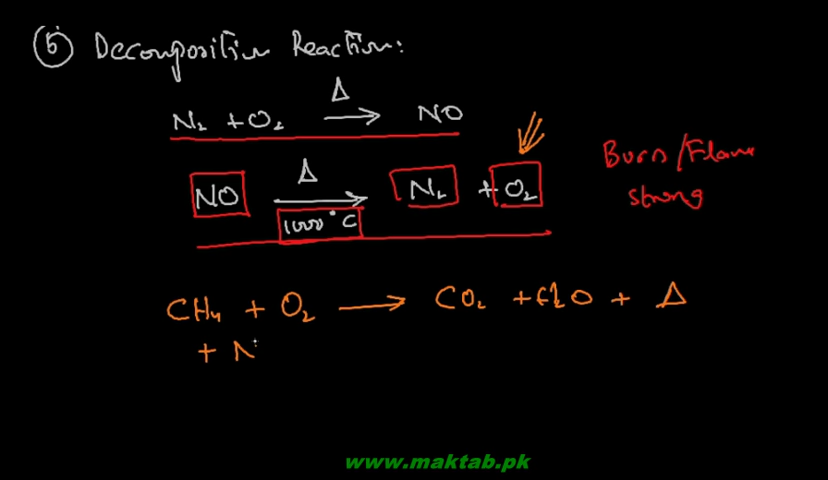 ⑤ Decomposition Reaction:
N₂ + O₂ Δ → NO
NO Δ → N₂ + O₂
1000°C
Burn/Flame
strong
CH₄ + O₂ → CO₂ + H₂O + Δ
+ N
www.maktab.pk